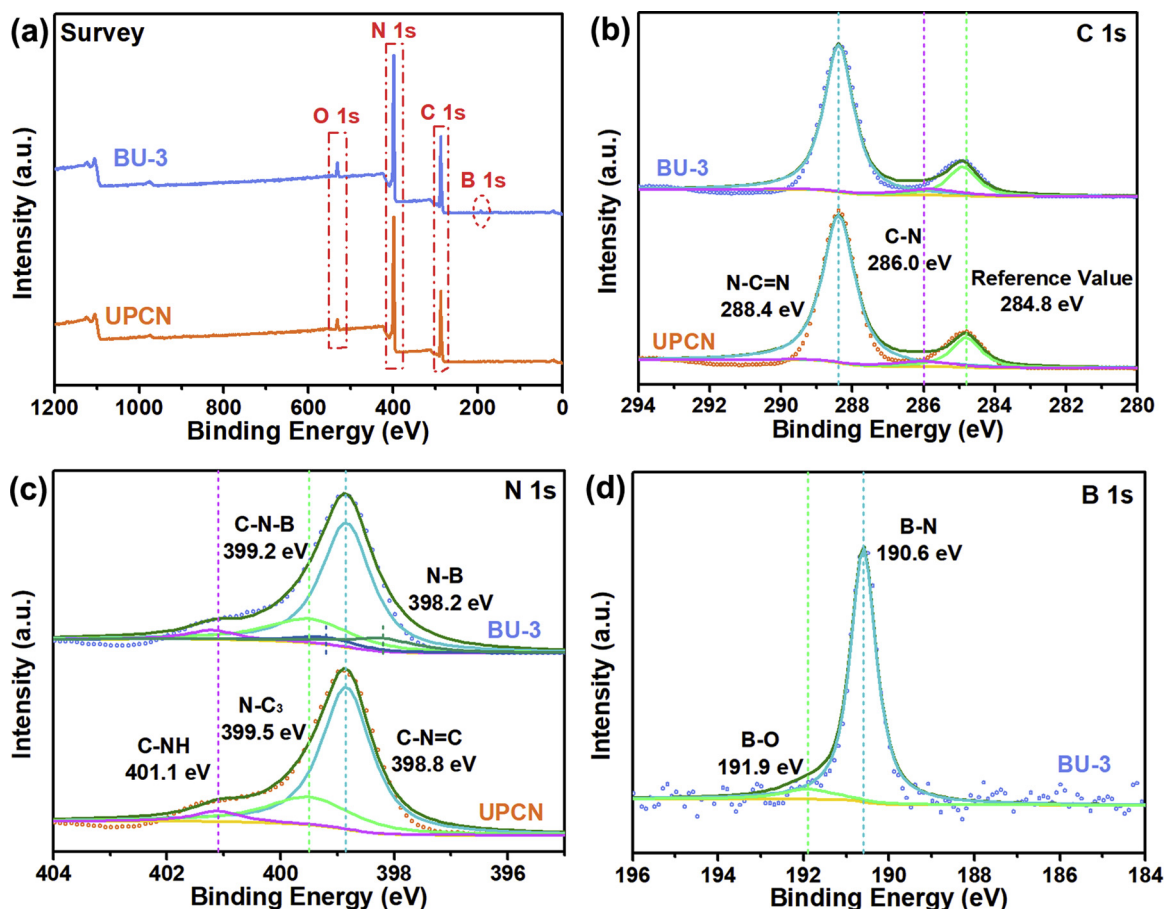 (a) Survey
N 1s
O 1s
C 1s
B 1s
BU-3
UPCN
Intensity (a.u.)
1200 1000 800 600 400 200 0
Binding Energy (eV)
(b) C 1s
BU-3
C-N
286.0 eV
N-C=N
288.4 eV
Reference Value
284.8 eV
UPCN
Intensity (a.u.)
294 292 290 288 286 284 282 280
Binding Energy (eV)
(c) N 1s
C-N-B
399.2 eV
N-B
398.2 eV
BU-3
N-C₃
399.5 eV
C-NH
401.1 eV
C-N=C
398.8 eV
UPCN
Intensity (a.u.)
404 402 400 398 396
Binding Energy (eV)
(d) B 1s
B-N
190.6 eV
B-O
191.9 eV
BU-3
Intensity (a.u.)
196 194 192 190 188 186 184
Binding Energy (eV)